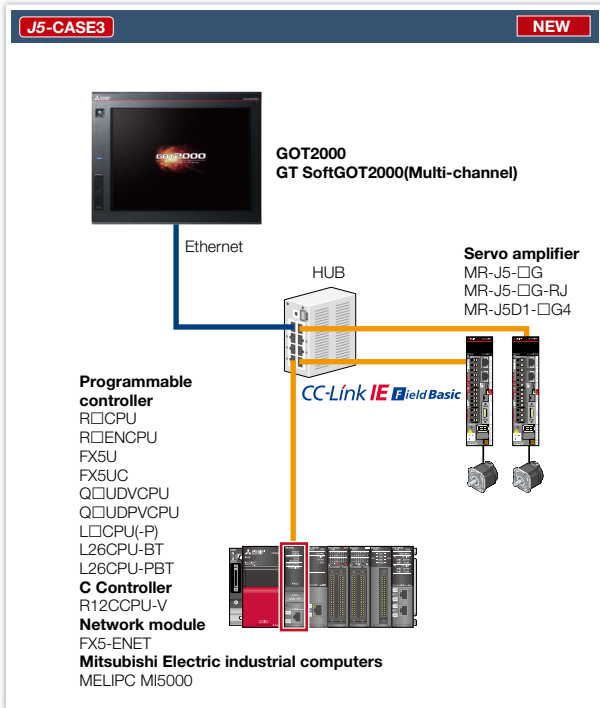 J5-CASE3
NEW
GOT2000
GOT2000
GT SoftGOT2000(Multi-channel)
Ethernet
HUB
Servo amplifier
MR-J5-□G
MR-J5-□G-RJ
MR-J5D1-□G4
CC-Link IE Field Basic
Programmable
controller
R□CPU
R□ENCPU
FX5U
FX5UC
Q□UDVCPU
Q□UDPVCPU
L□CPU(-P)
L26CPU-BT
L26CPU-PBT
C Controller
R12CCPU-V
Network module
FX5-ENET
Mitsubishi Electric industrial computers
MELIPC MI5000